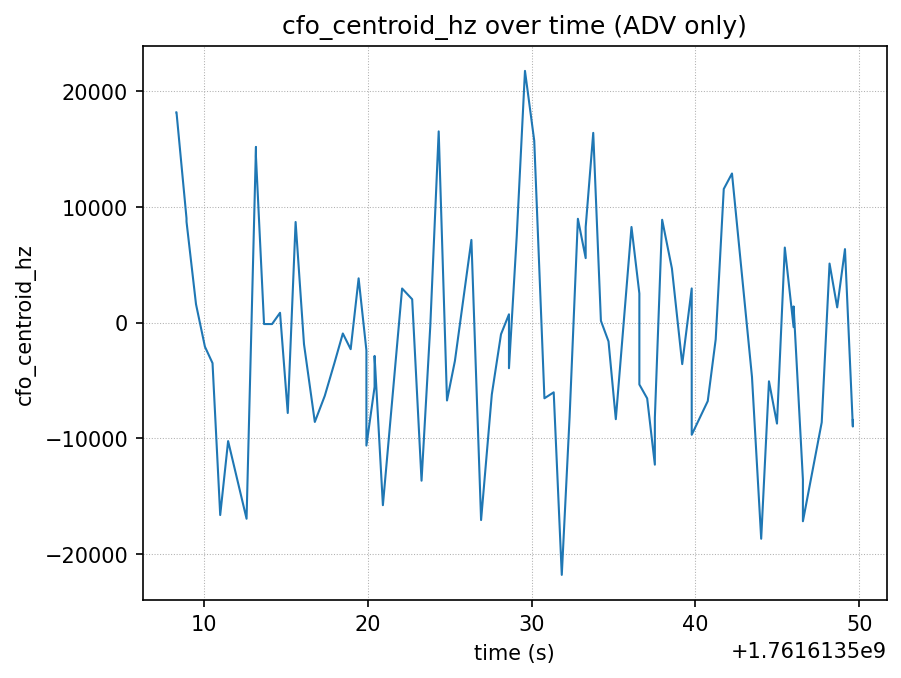 cfo_centroid_hz over time (ADV only)
cfo_centroid_hz
20000
10000
0
−10000
−20000
10 20 30 40 50
time (s)
+1.7616135e9